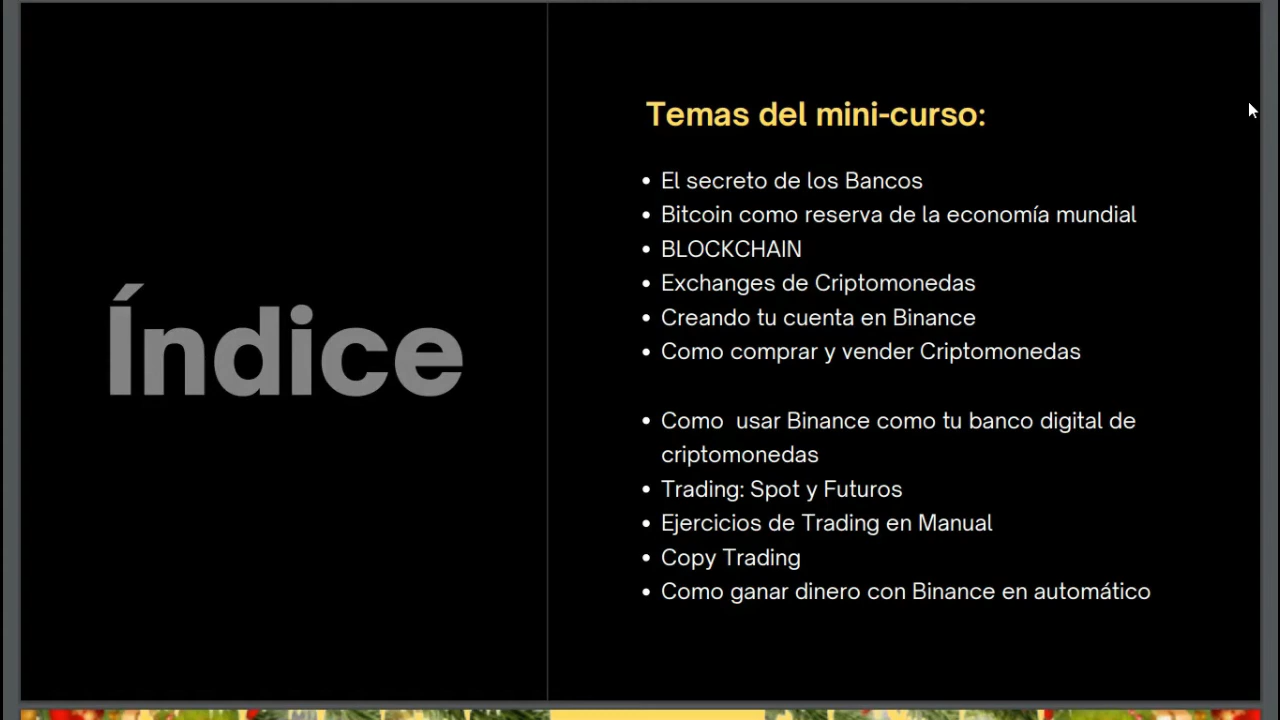 Índice
Temas del mini-curso:
• El secreto de los Bancos
• Bitcoin como reserva de la economía mundial
• BLOCKCHAIN
• Exchanges de Criptomonedas
• Creando tu cuenta en Binance
• Como comprar y vender Criptomonedas
• Como  usar Binance como tu banco digital de
criptomonedas
• Trading: Spot y Futuros
• Ejercicios de Trading en Manual
• Copy Trading
• Como ganar dinero con Binance en automático